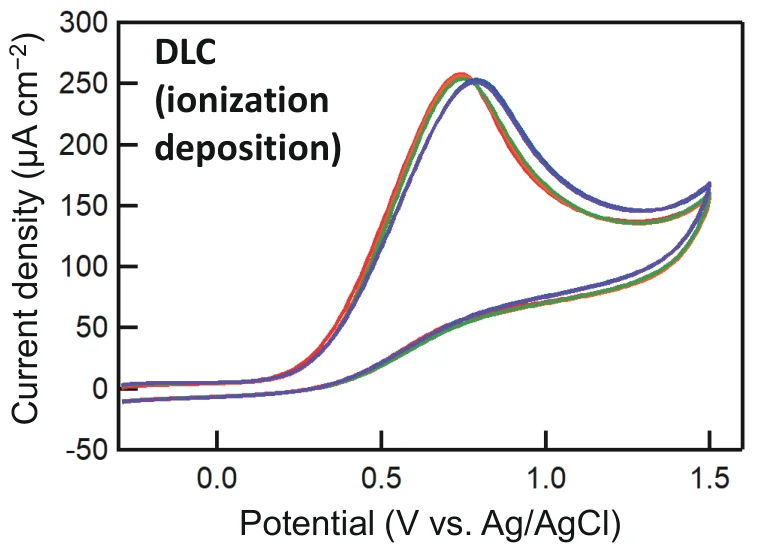 DLC
(ionization
deposition)
300
250
200
150
100
50
0
-50
Current density (μA cm−2)
0.0 0.5 1.0 1.5
Potential (V vs. Ag/AgCl)